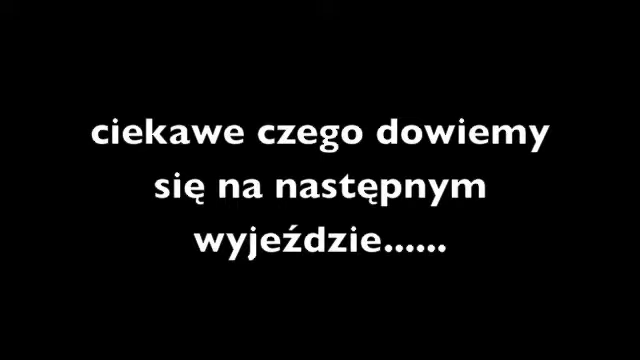 ciekawe czego dowiemy
się na następnym
wyjeździe......